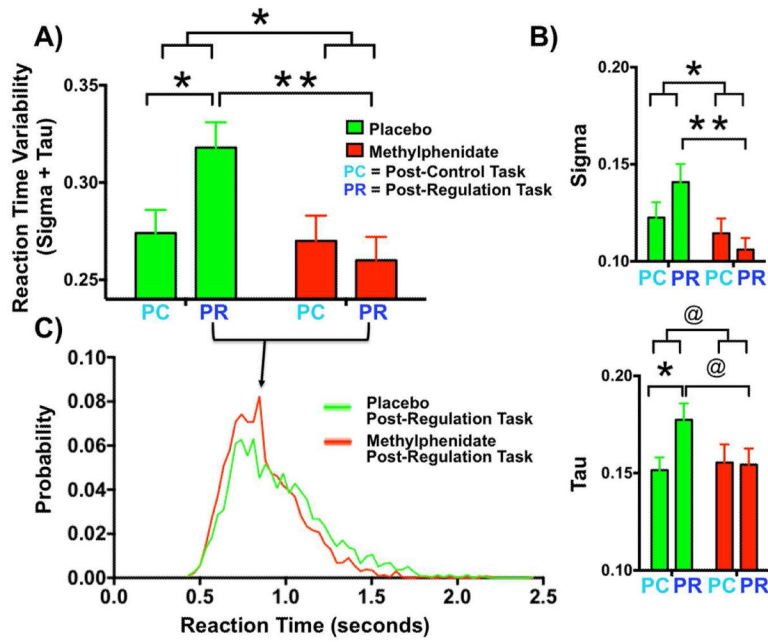 A)
*
*
**
0.35
0.30
0.25
Reaction Time Variability
(Sigma + Tau)
Placebo
Methylphenidate
PC = Post-Control Task
PR = Post-Regulation Task
PC
PR
PC
PR
B)
*
**
0.20
0.15
0.10
Sigma
PC
PR
PC
PR
@
@
*
0.20
0.15
0.10
Tau
PC
PR
PC
PR
C)
0.10
0.08
0.06
0.04
0.02
0.00
Probability
Placebo
Post-Regulation Task
Methylphenidate
Post-Regulation Task
0.0
0.5
1.0
1.5
2.0
2.5
Reaction Time (seconds)